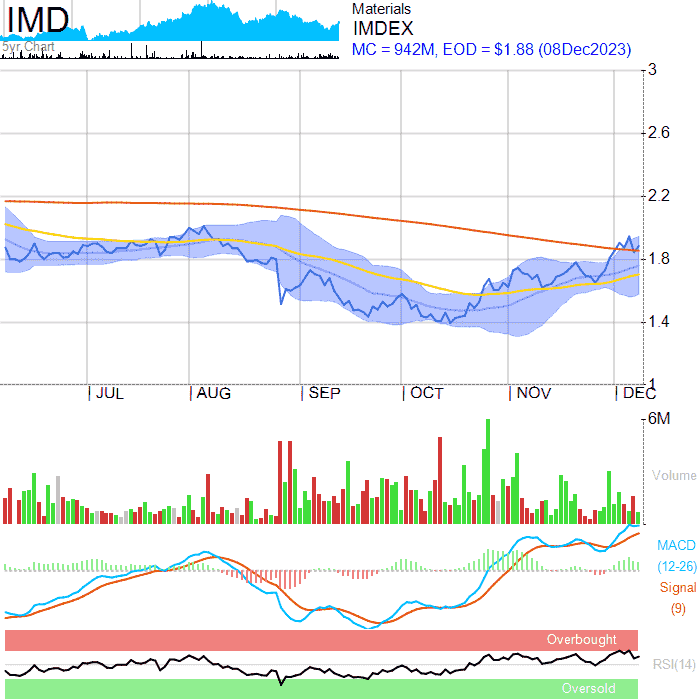 IMD
5yr.Chart
Materials
IMDEX
MC = 942M, EOD = $1.88 (08Dec2023)
3
2.6
2.2
1.8
1.4
1
JUL AUG SEP OCT NOV DEC
6M
Volume
MACD
(12-26)
Signal
(9)
Overbought
RSI(14)
Oversold